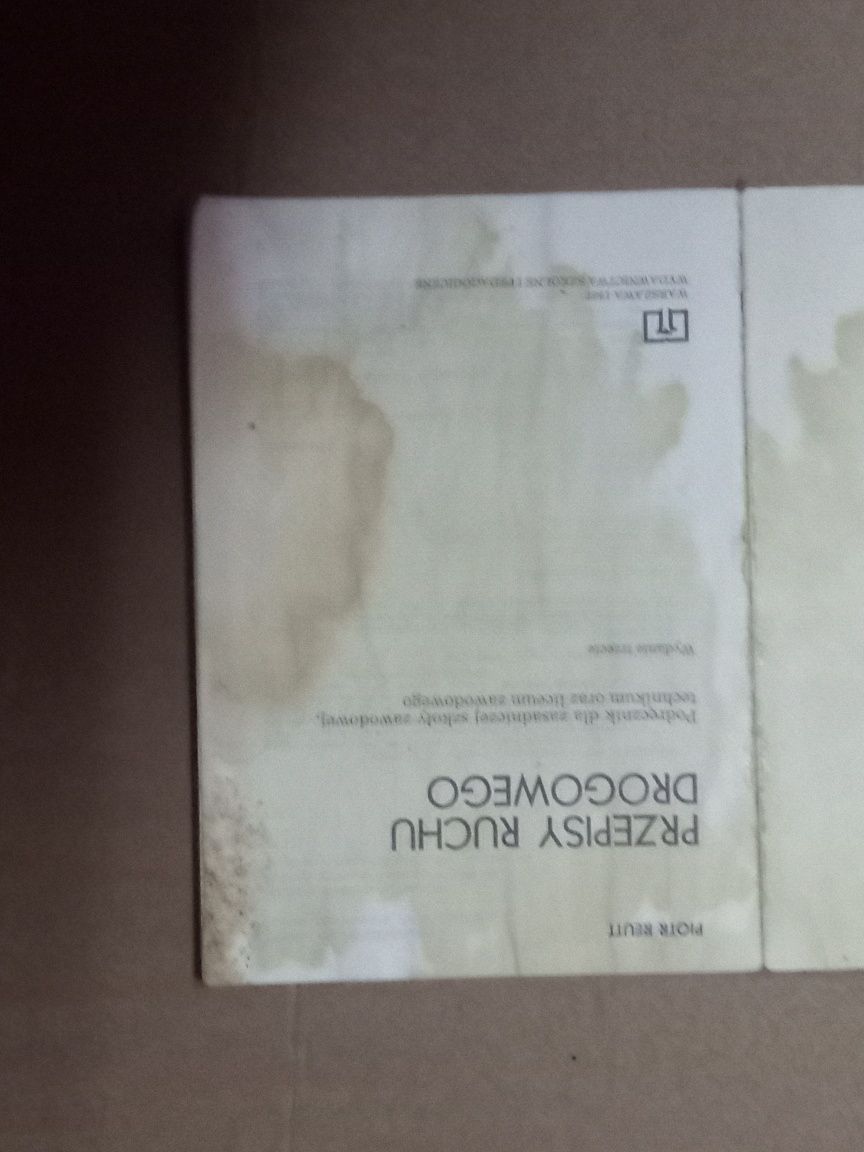 PIOTR REUIT
PRZEPISY RUCHU
DROGOWEGO
Podręcznik dla zasadniczej szkoły zawodowej,
technikum oraz liceum zawodowego
Wydanie trzecie
WARSZAWA
WYDAWNICTWA SZKOLNE I PEDAGOGICZNE